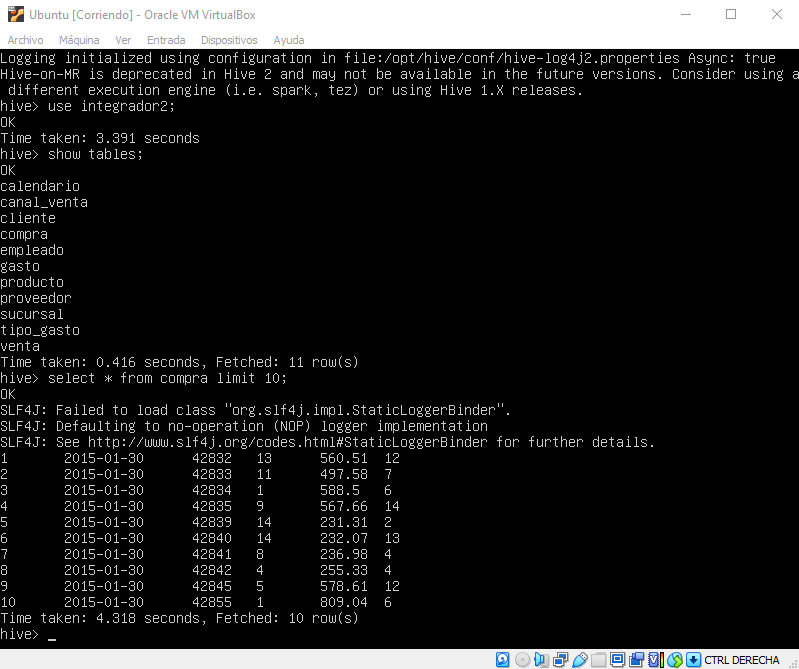 Ubuntu [Corriendo] - Oracle VM VirtualBox
Archivo Máquina Ver Entrada Dispositivos Ayuda
Logging initialized using configuration in file:/opt/hive/conf/hive-log4j2.properties Async: true
Hive-on-MR is deprecated in Hive 2 and may not be available in the future versions. Consider using a
 different execution engine (i.e. spark, tez) or using Hive 1.X releases.
hive> use integrador2;
OK
Time taken: 3.391 seconds
hive> show tables;
OK
calendario
canal_venta
cliente
compra
empleado
gasto
producto
proveedor
sucursal
tipo_gasto
venta
Time taken: 0.416 seconds, Fetched: 11 row(s)
hive> select * from compra limit 10;
OK
SLF4J: Failed to load class "org.slf4j.impl.StaticLoggerBinder".
SLF4J: Defaulting to no-operation (NOP) logger implementation
SLF4J: See http://www.slf4j.org/codes.html#StaticLoggerBinder for further details.
1 2015-01-30 42832 13 560.51 12
2 2015-01-30 42833 11 497.58 7
3 2015-01-30 42834 1 588.5 6
4 2015-01-30 42835 9 567.66 14
5 2015-01-30 42839 14 231.31 2
6 2015-01-30 42840 14 232.07 13
7 2015-01-30 42841 8 236.98 4
8 2015-01-30 42842 4 255.33 4
9 2015-01-30 42845 5 578.61 12
10 2015-01-30 42855 1 809.04 6
Time taken: 4.318 seconds, Fetched: 10 row(s)
hive> _
CTRL DERECHA